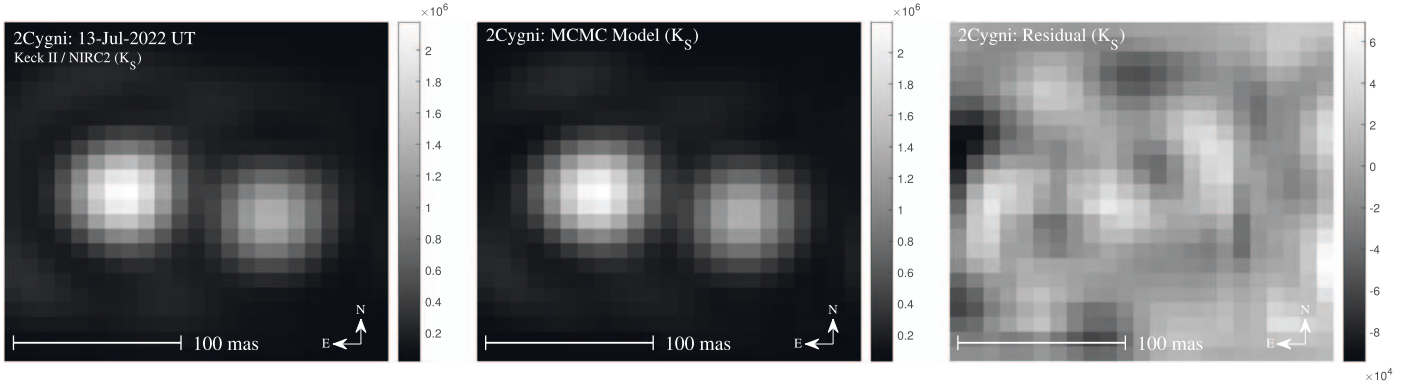 2Cygni: 13-Jul-2022 UT
Keck II / NIRC2 (K_S)
100 mas
N
E
×10^6
2
1.8
1.6
1.4
1.2
1
0.8
0.6
0.4
0.2
2Cygni: MCMC Model (K_S)
100 mas
N
E
×10^6
2
1.8
1.6
1.4
1.2
1
0.8
0.6
0.4
0.2
2Cygni: Residual (K_S)
100 mas
N
E
6
4
2
0
-2
-4
-6
-8
×10^4